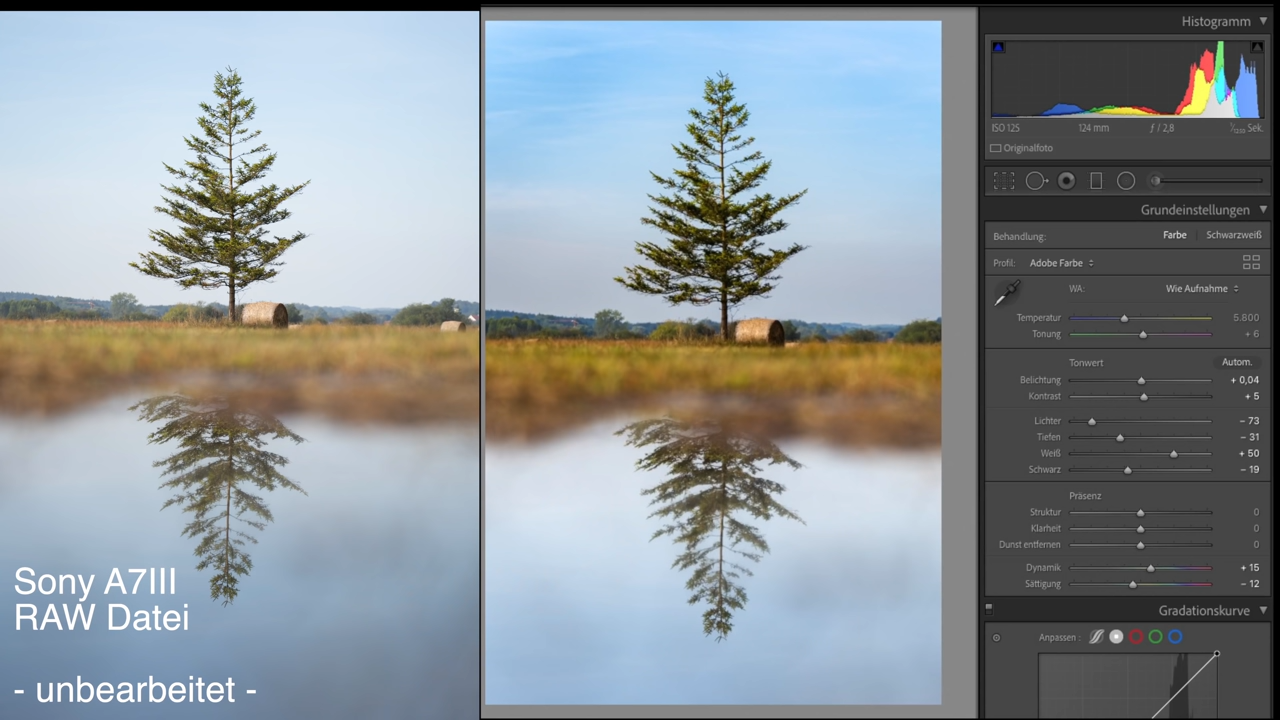 Sony A7III
RAW Datei
- unbearbeitet -
Histogramm
ISO 125 124 mm ƒ / 2,8 Sek.
Originalfoto
Grundeinstellungen
Behandlung: Farbe Schwarzweiß
Profil: Adobe Farbe
WA: Wie Aufnahme
Temperatur 5.800
Tonung + 6
Tonwert Autom.
Belichtung + 0,04
Kontrast + 5
Lichter − 73
Tiefen − 31
Weiß + 50
Schwarz − 19
Präsenz
Struktur 0
Klarheit 0
Dunst entfernen 0
Dynamik + 15
Sättigung − 12
Gradationskurve
Anpassen :